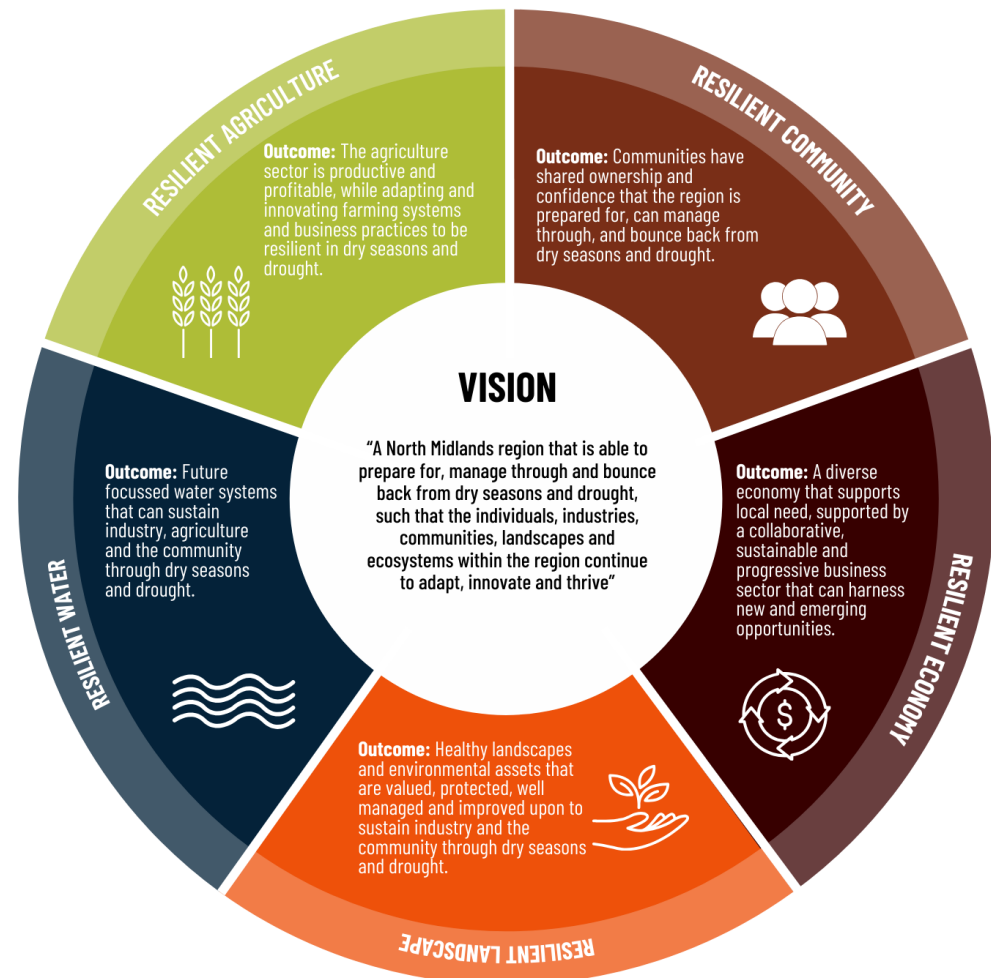 RESILIENT AGRICULTURE
Outcome: The agriculture
sector is productive and
profitable, while adapting and
innovating farming systems
and business practices to be
resilient in dry seasons and
drought.
RESILIENT COMMUNITY
Outcome: Communities have
shared ownership and
confidence that the region is
prepared for, can manage
through, and bounce back from
dry seasons and drought.
VISION
“A North Midlands region that is able to
prepare for, manage through and bounce
back from dry seasons and drought,
such that the individuals, industries,
communities, landscapes and
ecosystems within the region continue
to adapt, innovate and thrive”
RESILIENT WATER
Outcome: Future
focussed water systems
that can sustain
industry, agriculture
and the community
through dry seasons
and drought.
RESILIENT ECONOMY
Outcome: A diverse
economy that supports
local need, supported by
a collaborative,
sustainable and
progressive business
sector that can harness
new and emerging
opportunities.
$
Outcome: Healthy landscapes
and environmental assets that
are valued, protected, well
managed and improved upon to
sustain industry and the
community through dry seasons
and drought.
RESILIENT LANDSCAPE